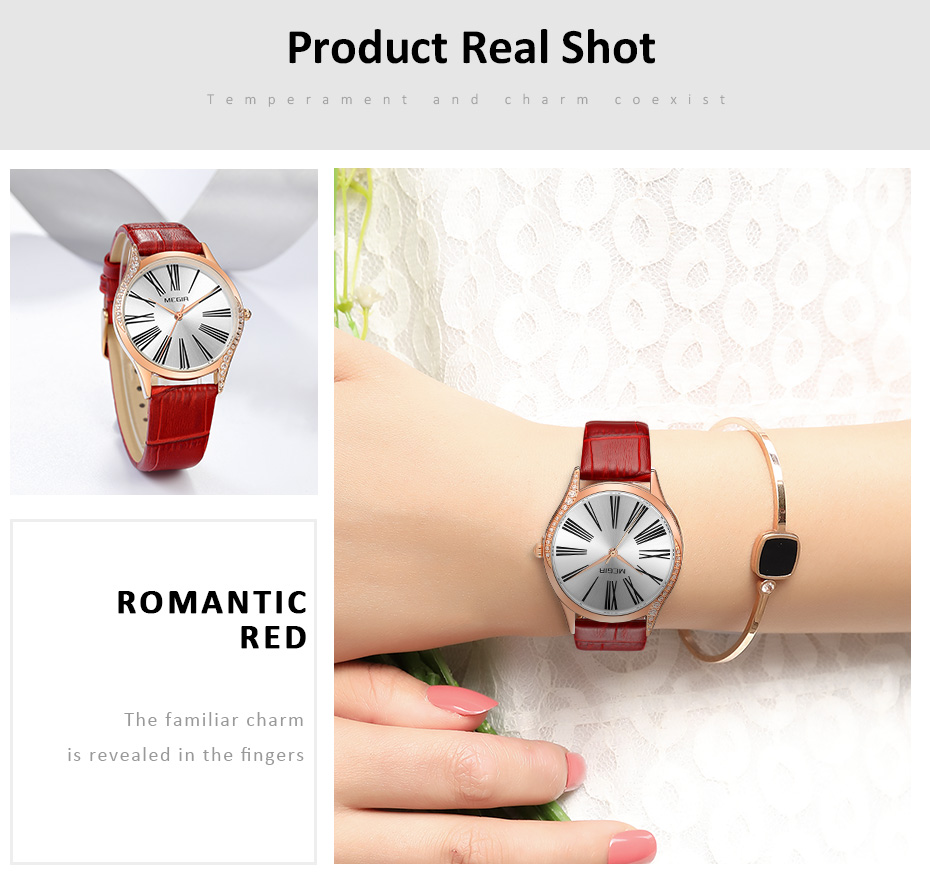 Product Real Shot
Temperament and charm coexist
MEGIR
ROMANTIC
RED
The familiar charm
is revealed in the fingers
MEGIR